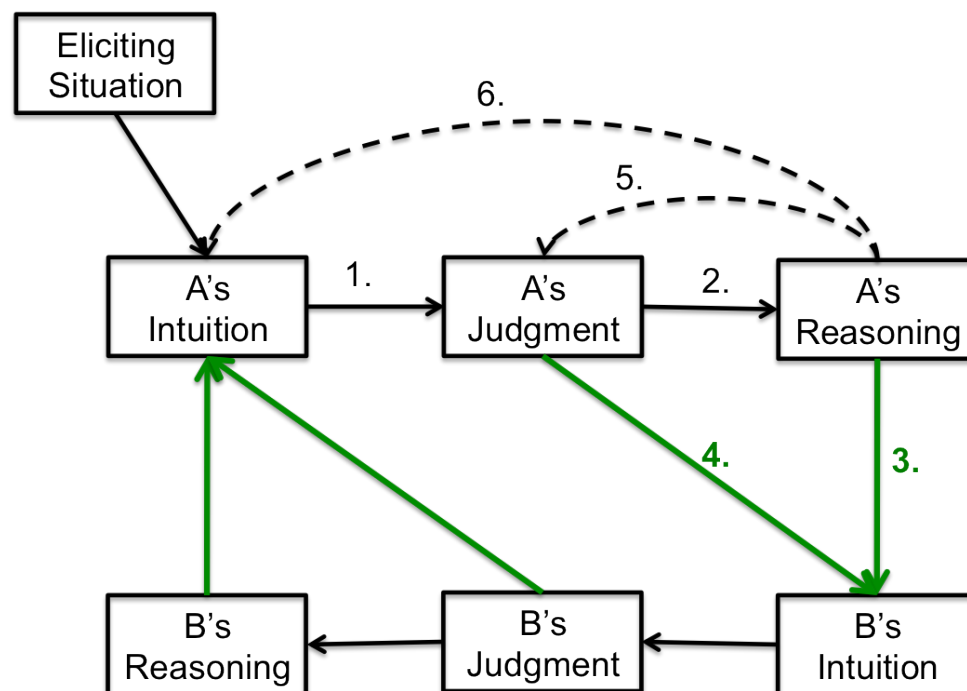 Eliciting
Situation
6.
5.
A’s
Intuition
1.
A’s
Judgment
2.
A’s
Reasoning
4.
3.
B’s
Reasoning
B’s
Judgment
B’s
Intuition